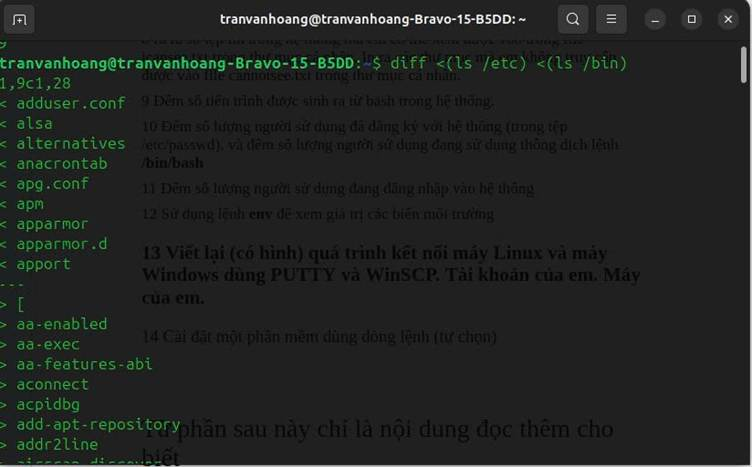 tranvanhoang@tranvanhoang-Bravo-15-B5DD: ~
9
tranvanhoang@tranvanhoang-Bravo-15-B5DD:~$ diff <(ls /etc) <(ls /bin)
được vào file cannotsee.txt trong thư mục cá nhân.
1,9c1,28
< adduser.conf
9 Đếm số tiến trình được sinh ra từ bash trong hệ thống.
< alsa
10 Đếm số lượng người sử dụng đã đăng ký với hệ thống (trong tệp
< alternatives
/etc/passwd). và đếm số lượng người sử dụng đang sử dụng thông dịch lệnh
< anacrontab
/bin/bash
< apg.conf
11 Đếm số lượng người sử dụng đang đăng nhập vào hệ thống
< apm
12 Sử dụng lệnh env để xem giá trị các biến môi trường
< apparmor
< apparmor.d
13 Viết lại (có hình) quá trình kết nối máy Linux và máy
< apport
Windows dùng PUTTY và WinSCP. Tài khoản của em. Máy
---
của em.
> [
> aa-enabled
14 Cài đặt một phần mềm dùng dòng lệnh (tự chọn)
> aa-exec
> aa-features-abi
> aconnect
> acpidbg
> add-apt-repository
phần sau này chỉ là nội dung đọc thêm cho
> addr2line
biết